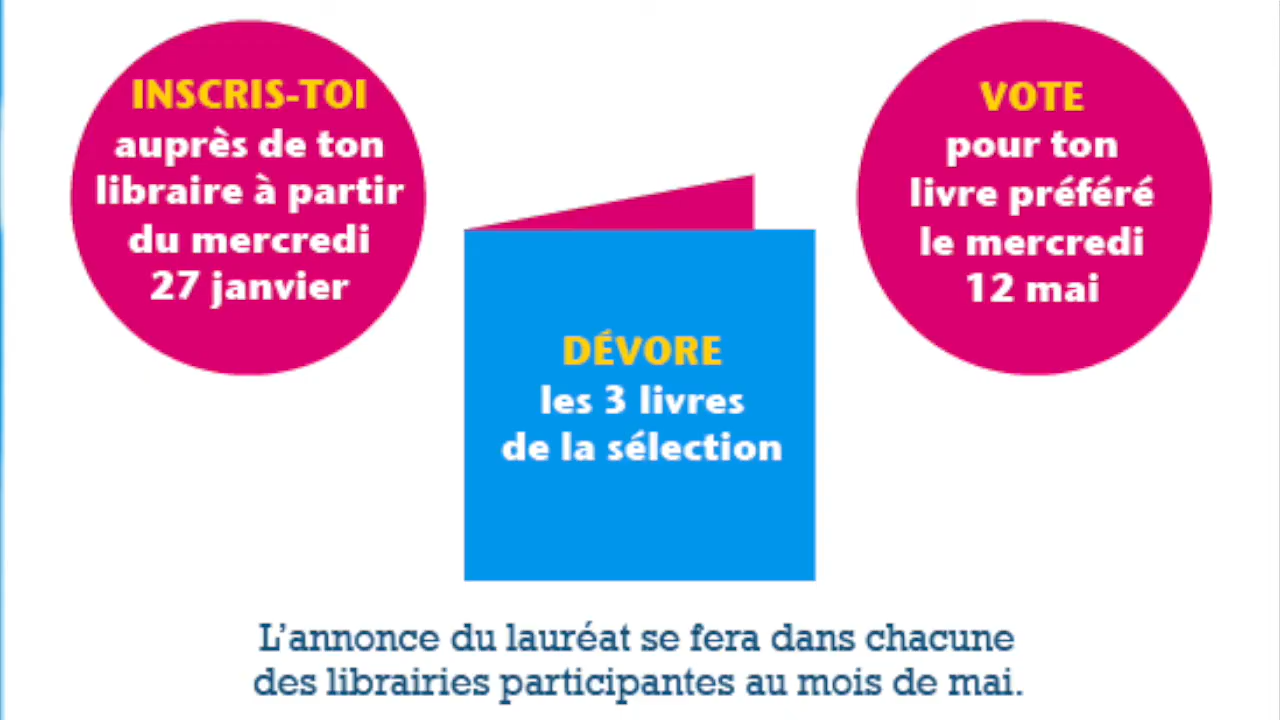 INSCRIS-TOI
auprès de ton
libraire à partir
du mercredi
27 janvier
DÉVORE
les 3 livres
de la sélection
VOTE
pour ton
livre préféré
le mercredi
12 mai
L'annonce du lauréat se fera dans chacune
des librairies participantes au mois de mai.